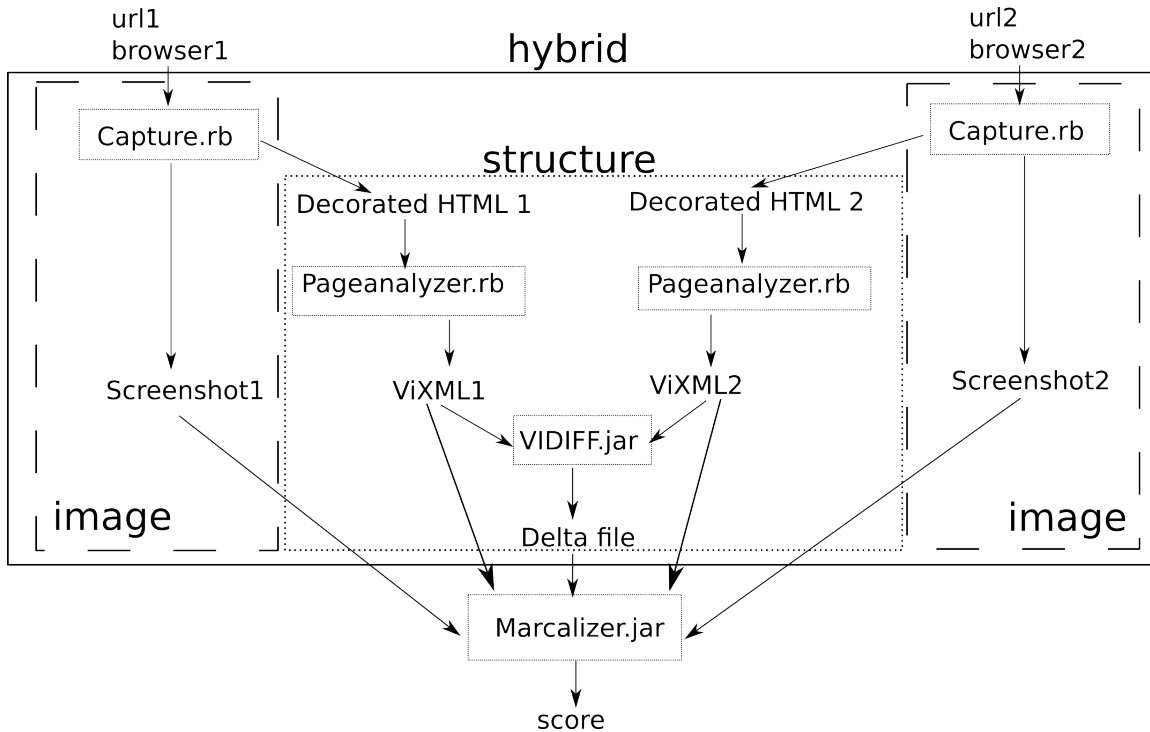 url1
browser1
url2
browser2
hybrid
Capture.rb
Capture.rb
structure
Decorated HTML 1
Decorated HTML 2
Pageanalyzer.rb
Pageanalyzer.rb
Screenshot1
ViXML1
ViXML2
Screenshot2
VIDIFF.jar
image
image
Delta file
Marcalizer.jar
score